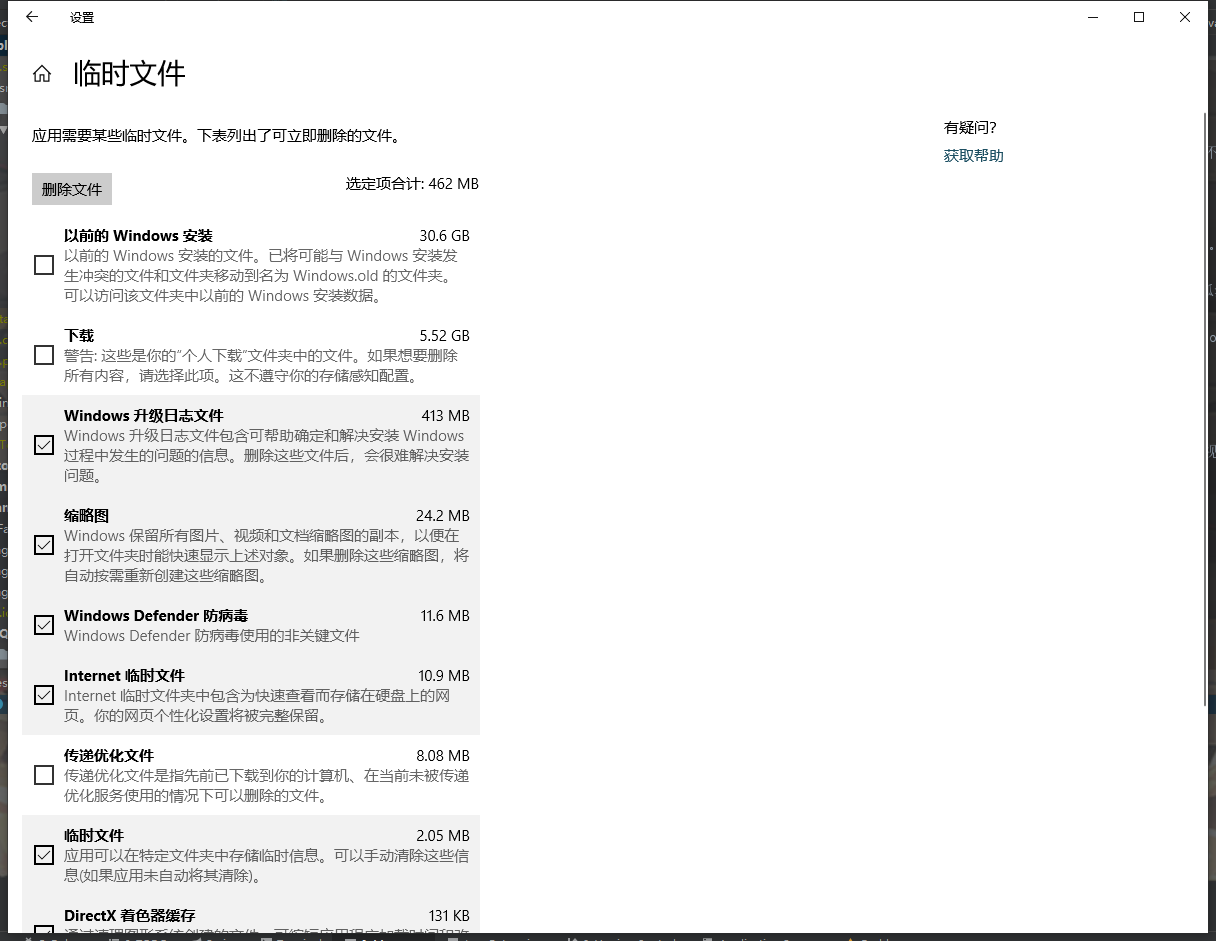 设置
临时文件
应用需要某些临时文件。下表列出了可立即删除的文件。
有疑问?
获取帮助
删除文件
选定项合计: 462 MB
以前的 Windows 安装 30.6 GB
以前的 Windows 安装的文件。已将可能与 Windows 安装发
生冲突的文件和文件夹移动到名为 Windows.old 的文件夹。
可以访问该文件夹中以前的 Windows 安装数据。
下载 5.52 GB
警告: 这些是你的“个人下载”文件夹中的文件。如果想要删除
所有内容，请选择此项。这不遵守你的存储感知配置。
Windows 升级日志文件 413 MB
Windows 升级日志文件包含可帮助确定和解决安装 Windows
过程中发生的问题的信息。删除这些文件后，会很难解决安装
问题。
缩略图 24.2 MB
Windows 保留所有图片、视频和文档缩略图的副本，以便在
打开文件夹时能快速显示上述对象。如果删除这些缩略图，将
自动按需重新创建这些缩略图。
Windows Defender 防病毒 11.6 MB
Windows Defender 防病毒使用的非关键文件
Internet 临时文件 10.9 MB
Internet 临时文件夹中包含为快速查看而存储在硬盘上的网
页。你的网页个性化设置将被完整保留。
传递优化文件 8.08 MB
传递优化文件是指先前已下载到你的计算机、在当前未被传递
优化服务使用的情况下可以删除的文件。
临时文件 2.05 MB
应用可以在特定文件夹中存储临时信息。可以手动清除这些信
息(如果应用未自动将其清除)。
DirectX 着色器缓存 131 KB